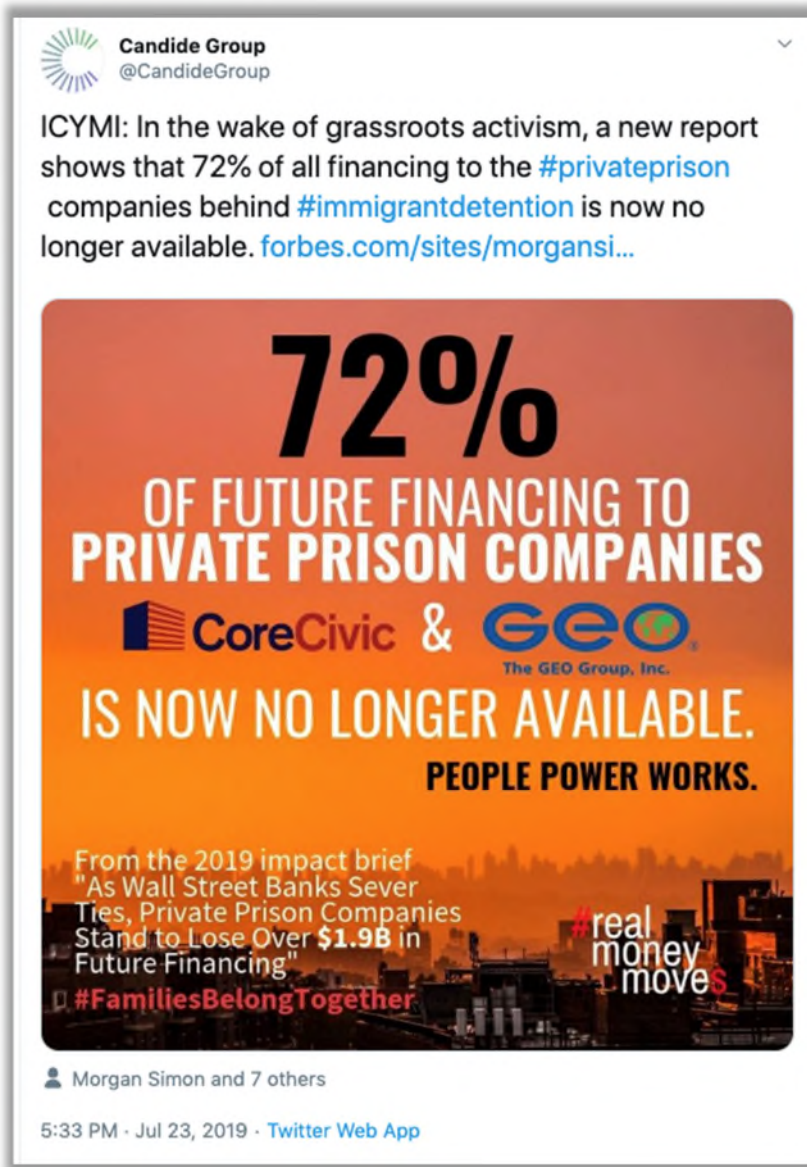 Candide Group
@CandideGroup
ICYMI: In the wake of grassroots activism, a new report
shows that 72% of all financing to the #privateprison
companies behind #immigrantdetention is now no
longer available. forbes.com/sites/morgansi...
72%
OF FUTURE FINANCING TO
PRIVATE PRISON COMPANIES
CoreCivic & GEO®
The GEO Group, Inc.
IS NOW NO LONGER AVAILABLE.
PEOPLE POWER WORKS.
From the 2019 impact brief
"As Wall Street Banks Sever
Ties, Private Prison Companies
Stand to Lose Over $1.9B in
Future Financing"
#FamiliesBelongTogether
#real
money
moves
Morgan Simon and 7 others
5:33 PM · Jul 23, 2019 · Twitter Web App